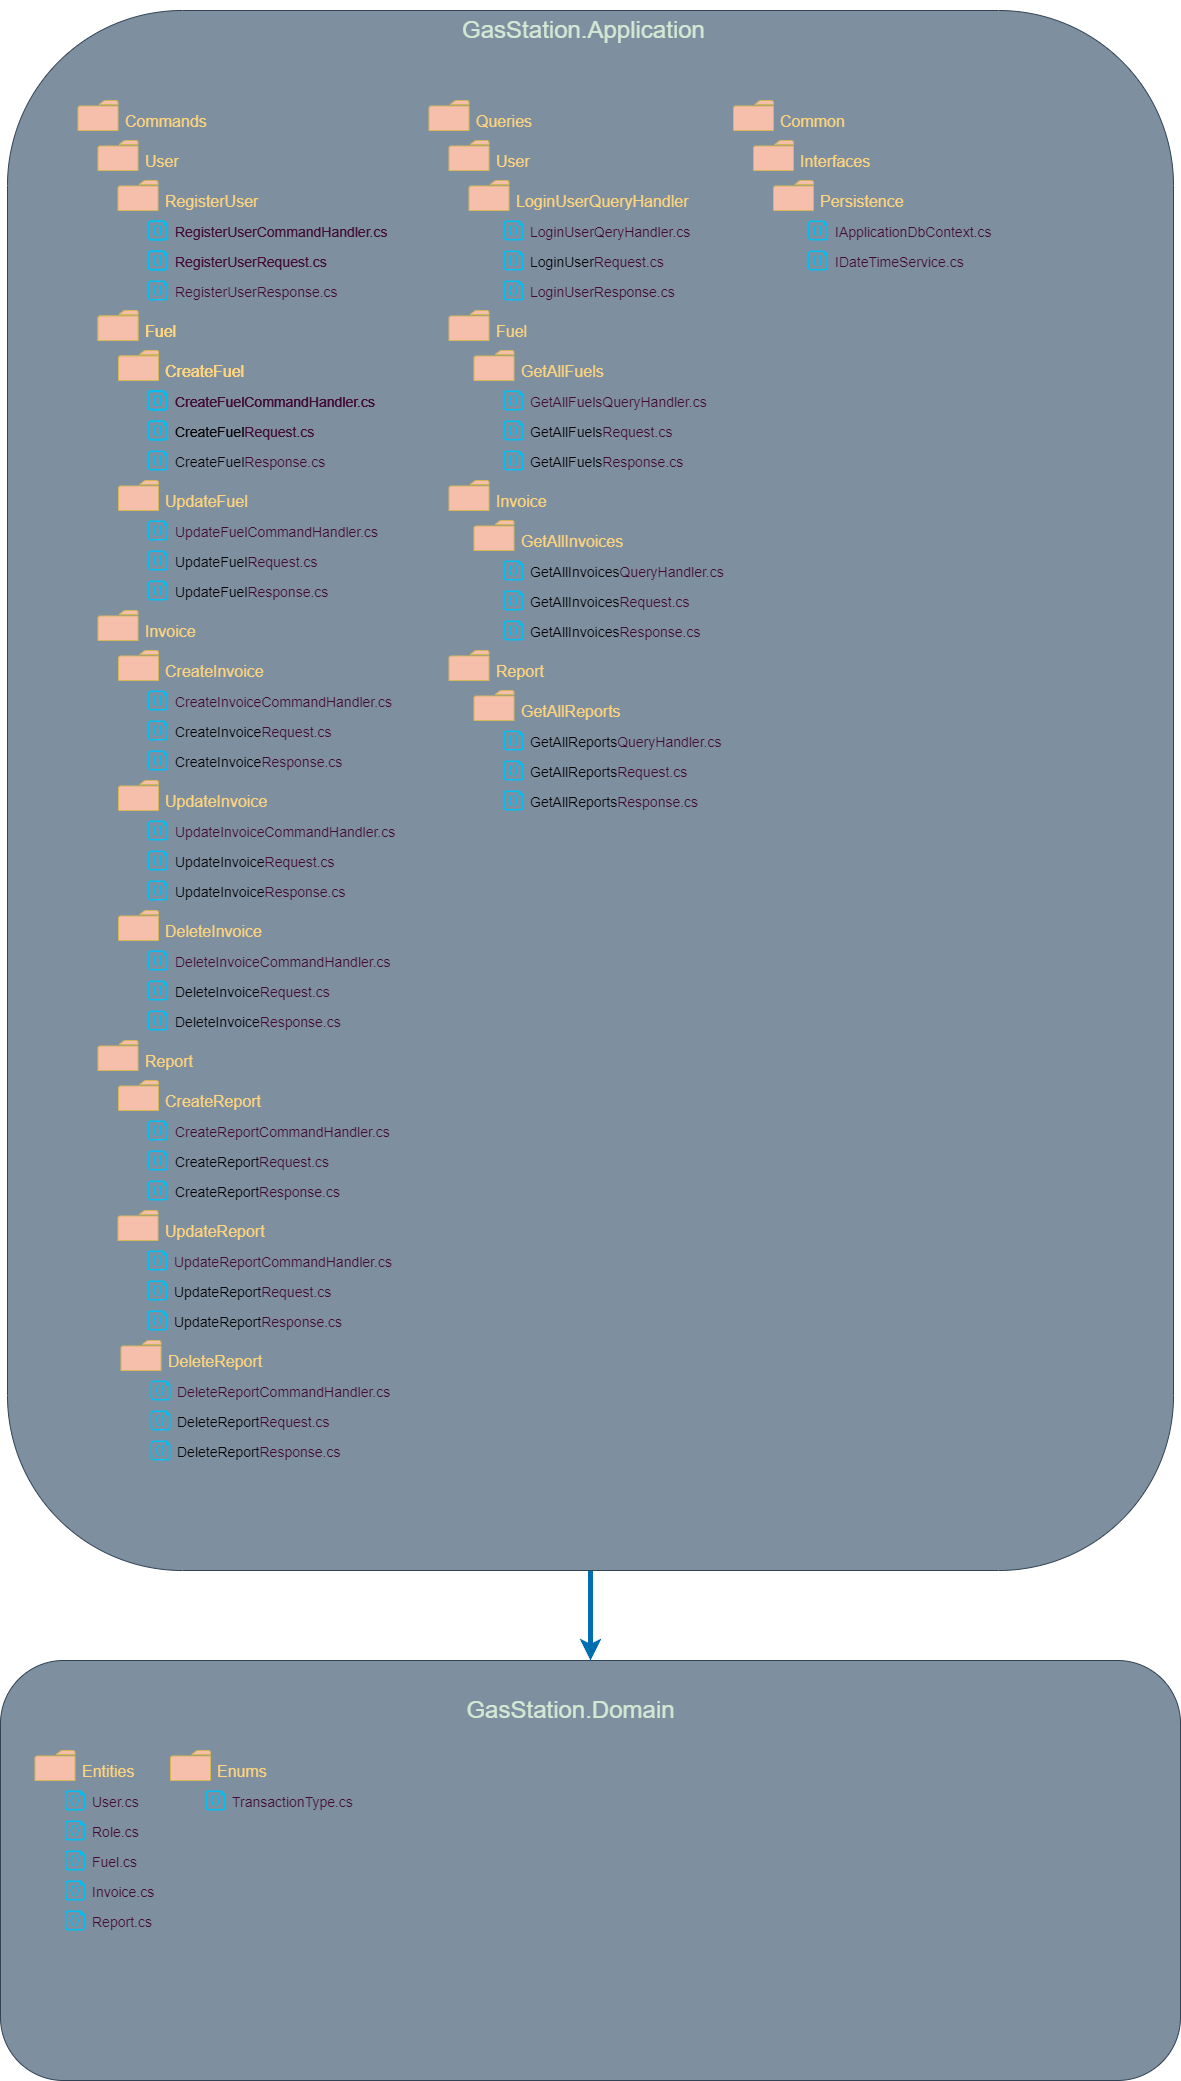 GasStation.Application
Commands
User
RegisterUser
RegisterUserCommandHandler.cs
RegisterUserRequest.cs
RegisterUserResponse.cs
Fuel
CreateFuel
CreateFuelCommandHandler.cs
CreateFuelRequest.cs
CreateFuelResponse.cs
UpdateFuel
UpdateFuelCommandHandler.cs
UpdateFuelRequest.cs
UpdateFuelResponse.cs
Invoice
CreateInvoice
CreateInvoiceCommandHandler.cs
CreateInvoiceRequest.cs
CreateInvoiceResponse.cs
UpdateInvoice
UpdateInvoiceCommandHandler.cs
UpdateInvoiceRequest.cs
UpdateInvoiceResponse.cs
DeleteInvoice
DeleteInvoiceCommandHandler.cs
DeleteInvoiceRequest.cs
DeleteInvoiceResponse.cs
Report
CreateReport
CreateReportCommandHandler.cs
CreateReportRequest.cs
CreateReportResponse.cs
UpdateReport
UpdateReportCommandHandler.cs
UpdateReportRequest.cs
UpdateReportResponse.cs
DeleteReport
DeleteReportCommandHandler.cs
DeleteReportRequest.cs
DeleteReportResponse.cs
Queries
User
LoginUserQueryHandler
LoginUserQeryHandler.cs
LoginUserRequest.cs
LoginUserResponse.cs
Fuel
GetAllFuels
GetAllFuelsQueryHandler.cs
GetAllFuelsRequest.cs
GetAllFuelsResponse.cs
Invoice
GetAllInvoices
GetAllInvoicesQueryHandler.cs
GetAllInvoicesRequest.cs
GetAllInvoicesResponse.cs
Report
GetAllReports
GetAllReportsQueryHandler.cs
GetAllReportsRequest.cs
GetAllReportsResponse.cs
Common
Interfaces
Persistence
IApplicationDbContext.cs
IDateTimeService.cs
GasStation.Domain
Entities
User.cs
Role.cs
Fuel.cs
Invoice.cs
Report.cs
Enums
TransactionType.cs